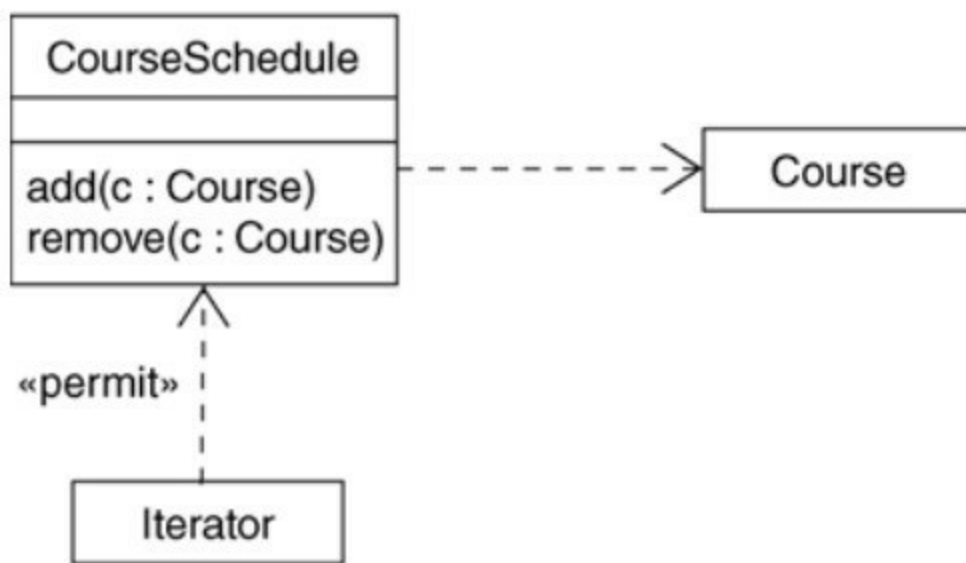 CourseSchedule
add(c : Course)
remove(c : Course)
Course
«permit»
Iterator